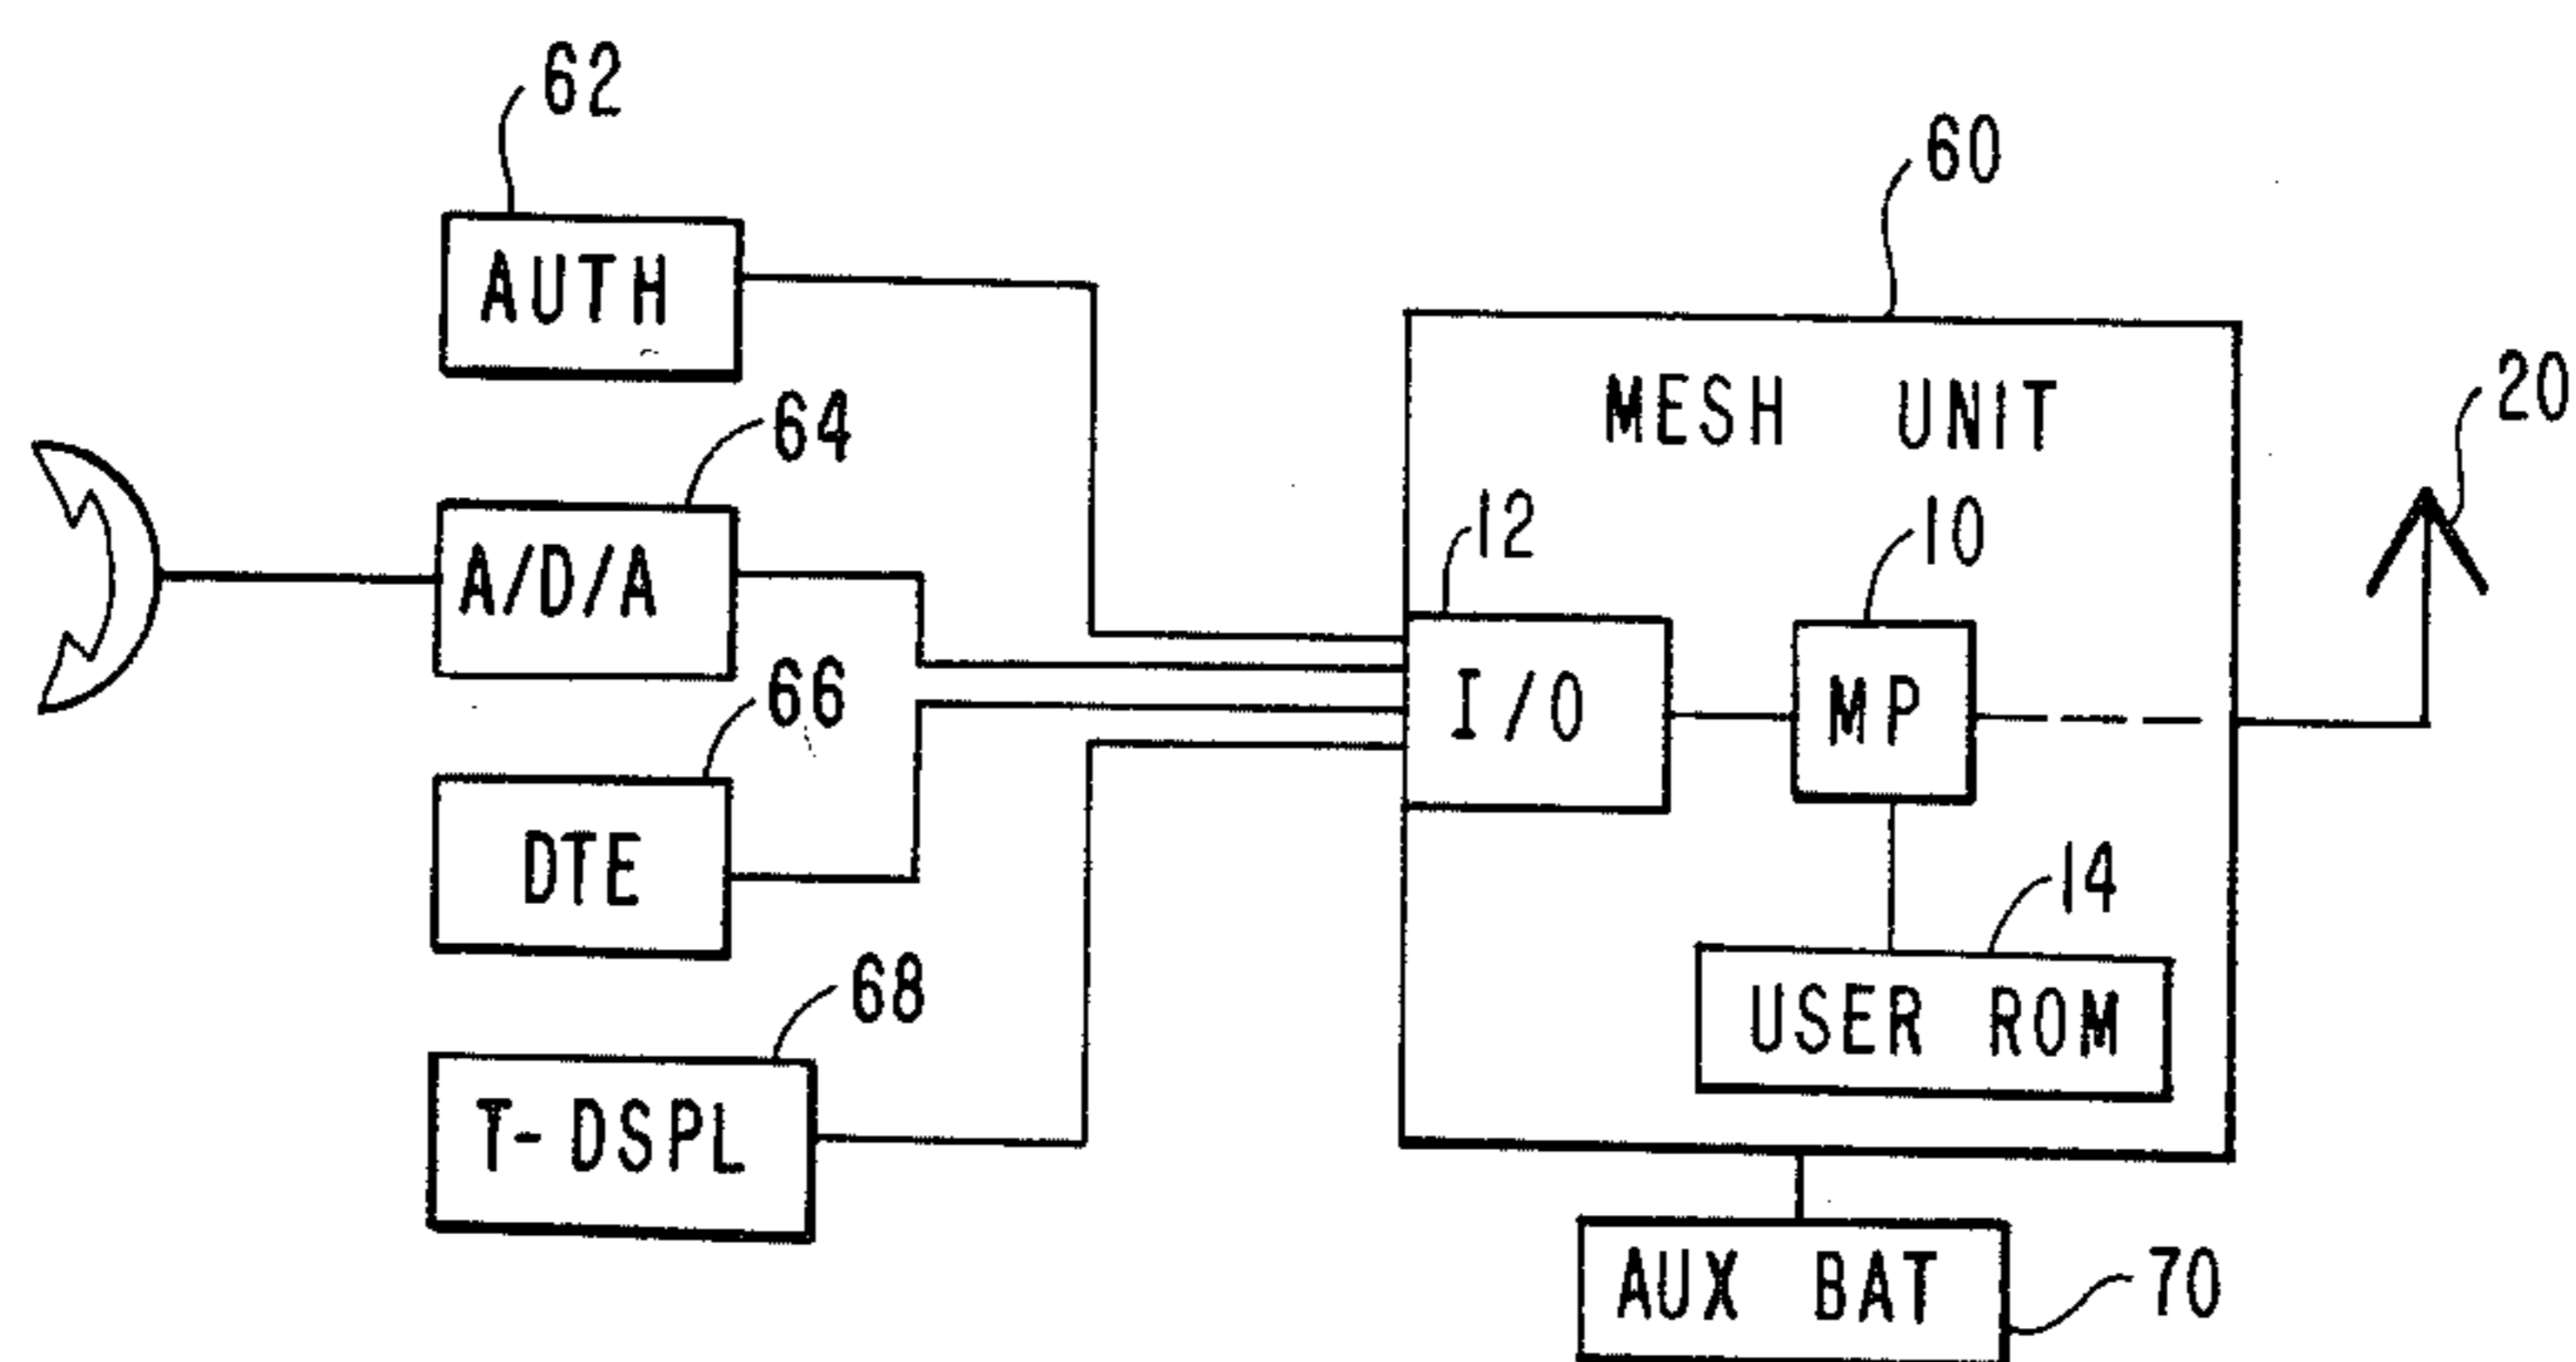 62
AUTH
64
A/D/A
66
DTE
68
T-DSPL
60
MESH UNIT
12
I/O
10
MP
14
USER ROM
20
AUX BAT
70